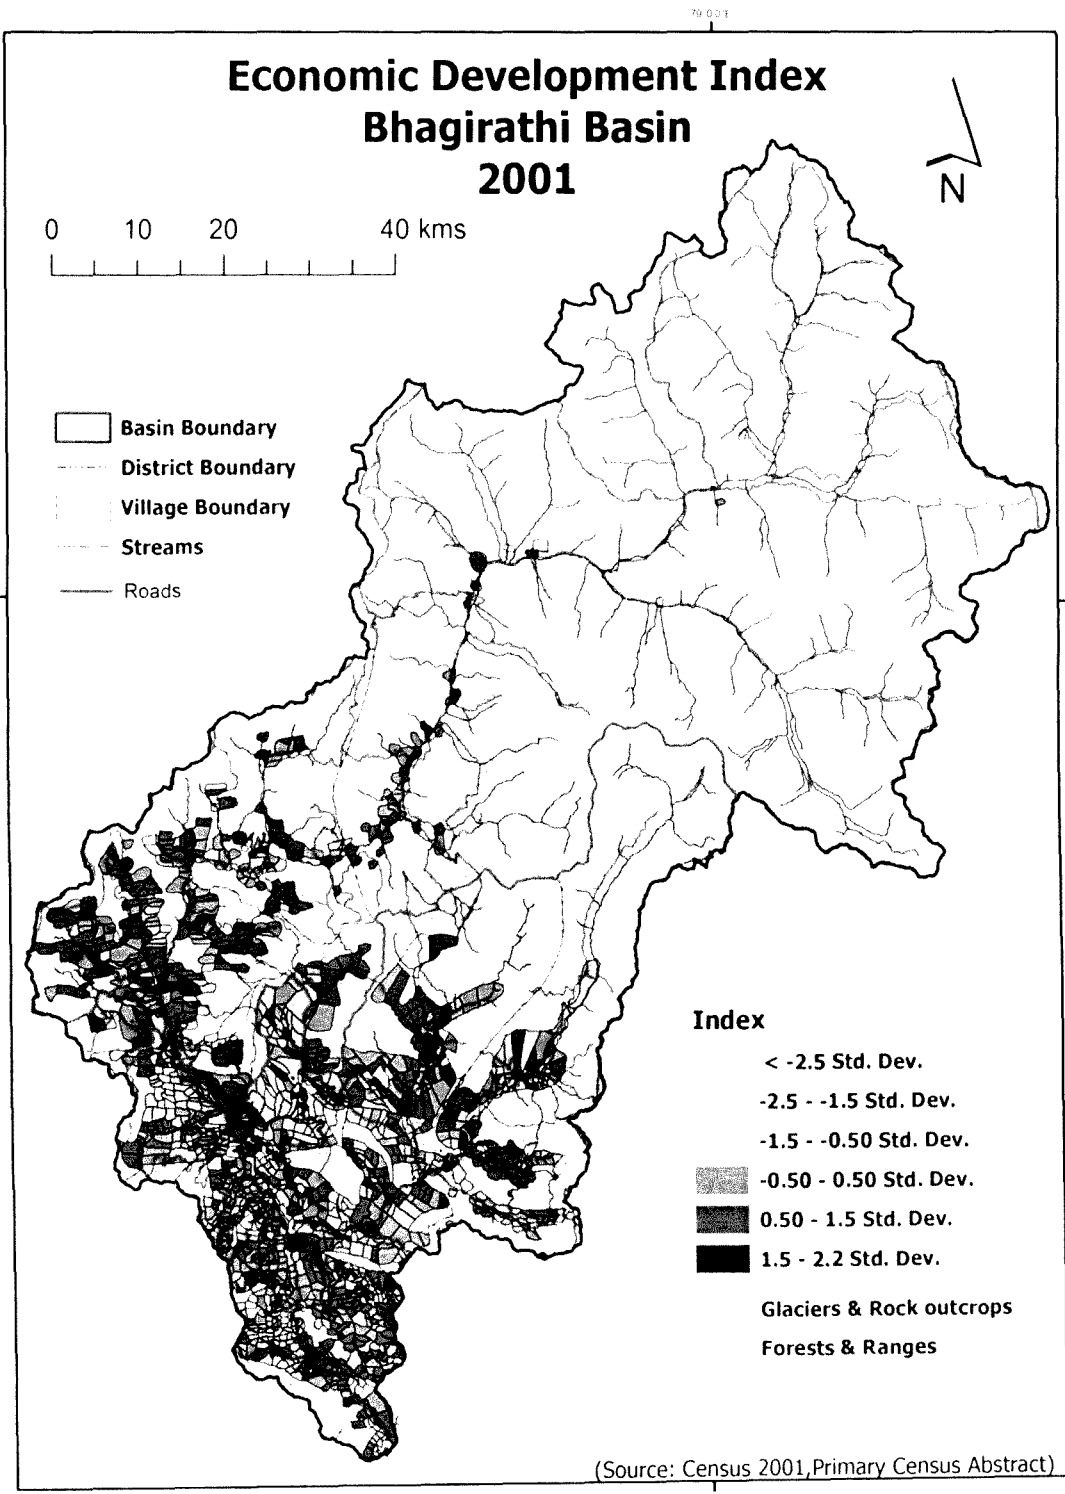 79 0 0 E
Economic Development Index
Bhagirathi Basin
2001
N
0 10 20 40 kms
Basin Boundary
District Boundary
Village Boundary
Streams
Roads
Index
< -2.5 Std. Dev.
-2.5 - -1.5 Std. Dev.
-1.5 - -0.50 Std. Dev.
-0.50 - 0.50 Std. Dev.
0.50 - 1.5 Std. Dev.
1.5 - 2.2 Std. Dev.
Glaciers & Rock outcrops
Forests & Ranges
(Source: Census 2001,Primary Census Abstract)